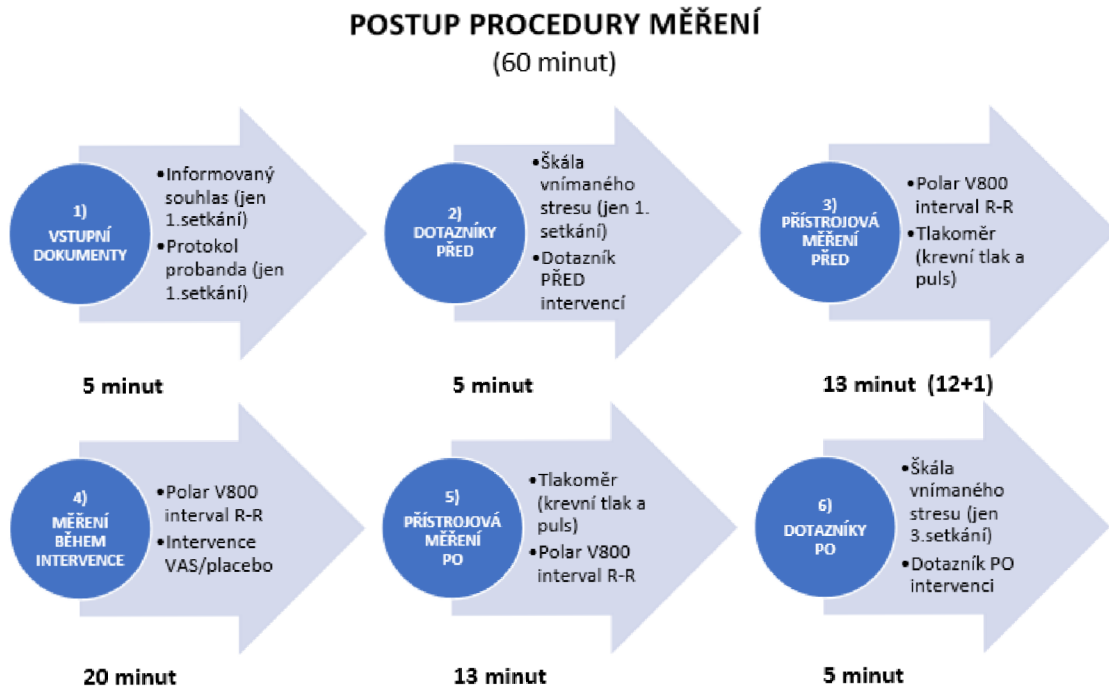 POSTUP PROCEDURY MĚŘENÍ
(60 minut)
1)
VSTUPNÍ
DOKUMENTY
•Informovaný
souhlas (jen
1.setkání)
•Protokol
probanda (jen
1.setkání)
5 minut
2)
DOTAZNÍKY
PŘED
•Škála
vnímaného
stresu (jen 1.
setkání)
•Dotazník
PŘED
intervencí
5 minut
3)
PŘÍSTROJOVÁ
MĚŘENÍ
PŘED
•Polar V800
interval R-R
•Tlakoměr
(krevní tlak a
puls)
13 minut (12+1)
4)
MĚŘENÍ
BĚHEM
INTERVENCE
•Polar V800
interval R-R
•Intervence
VAS/placebo
20 minut
5)
PŘÍSTROJOVÁ
MĚŘENÍ
PO
•Tlakoměr
(krevní tlak a
puls)
•Polar V800
interval R-R
13 minut
6)
DOTAZNÍKY
PO
•Škála
vnímaného
stresu (jen
3.setkání)
•Dotazník PO
intervenci
5 minut